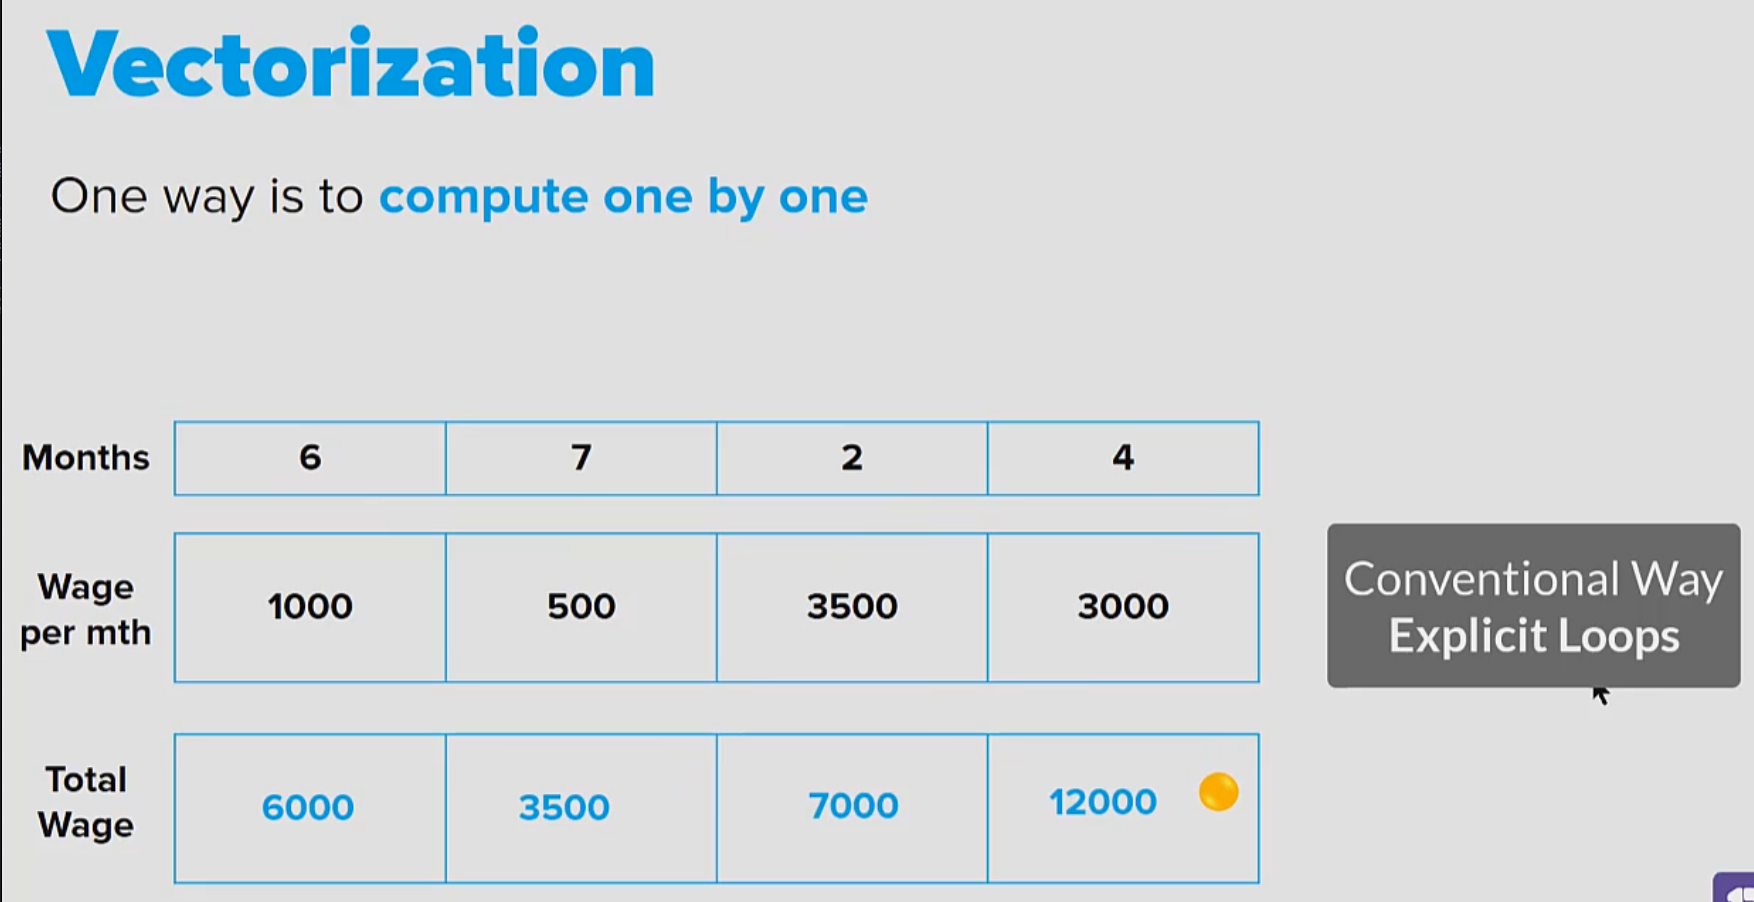 Vectorization
One way is to compute one by one
Months 6 7 2 4
Wage
per mth 1000 500 3500 3000
Conventional Way
Explicit Loops
Total
Wage 6000 3500 7000 12000